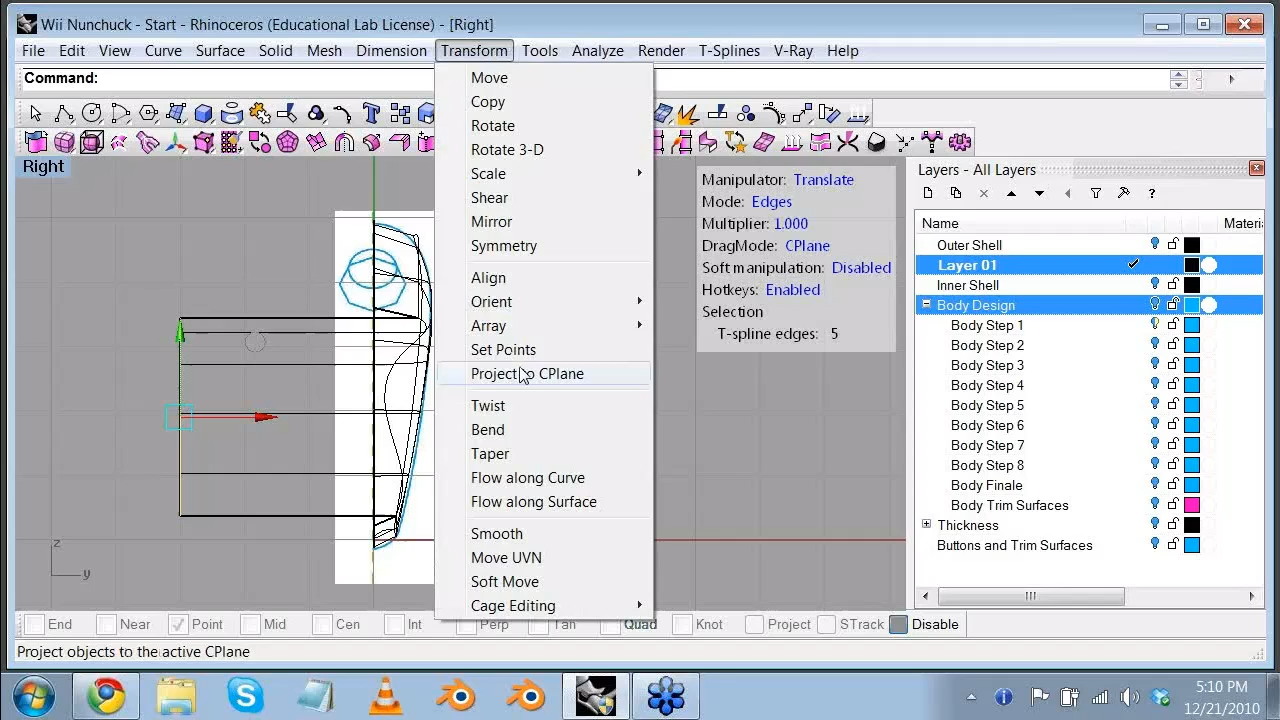 Wii Nunchuck - Start - Rhinoceros (Educational Lab License) - [Right]
File Edit View Curve Surface Solid Mesh Dimension Transform Tools Analyze Render T-Splines V-Ray Help
Command:
Right
Move
Copy
Rotate
Rotate 3-D
Scale
Shear
Mirror
Symmetry
Align
Orient
Array
Set Points
Project to CPlane
Twist
Bend
Taper
Flow along Curve
Flow along Surface
Smooth
Move UVN
Soft Move
Cage Editing
Manipulator: Translate
Mode: Edges
Multiplier: 1.000
DragMode: CPlane
Soft manipulation: Disabled
Hotkeys: Enabled
Selection
T-spline edges: 5
Layers - All Layers
Name Materi
Outer Shell
Layer 01
Inner Shell
Body Design
Body Step 1
Body Step 2
Body Step 3
Body Step 4
Body Step 5
Body Step 6
Body Step 7
Body Step 8
Body Finale
Body Trim Surfaces
Thickness
Buttons and Trim Surfaces
z
y
End Near Point Mid Cen Int Perp Tan Quad Knot Project STrack Disable
Project objects to the active CPlane
5:10 PM
12/21/2010